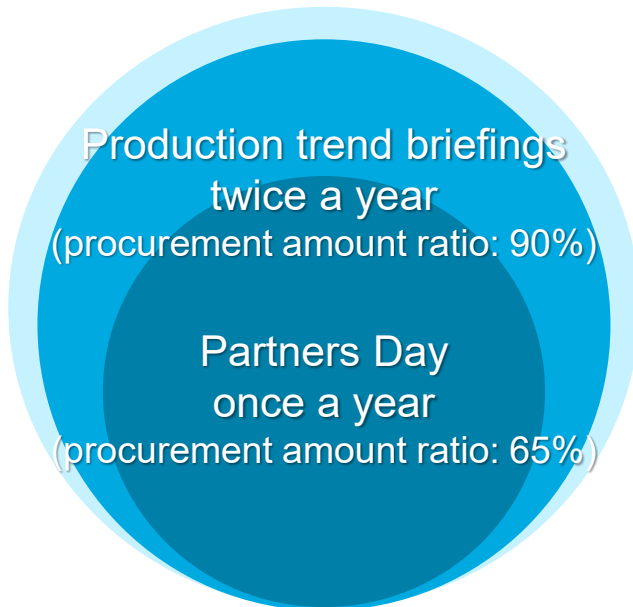 Production trend briefings
twice a year
(procurement amount ratio: 90%)
Partners Day
once a year
(procurement amount ratio: 65%)